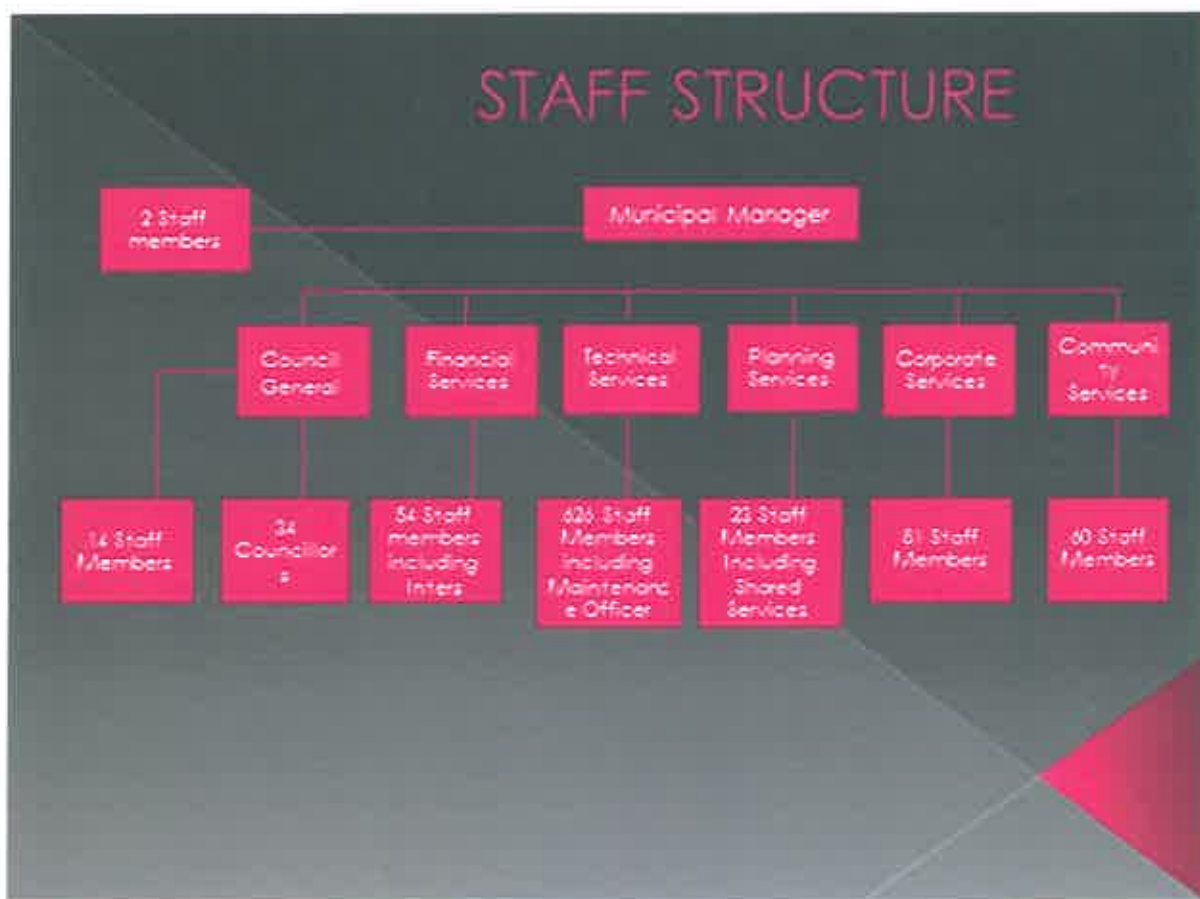 STAFF STRUCTURE
2 Staff
members
Municipal Manager
Council
General
Financial
Services
Technical
Services
Planning
Services
Corporate
Services
Communi
ty
Services
14 Staff
Members
34
Councillor
s
54 Staff
members
including
Inters
626 Staff
Members
including
Maintenanc
e Officer
23 Staff
Members
Including
Shared
Services
81 Staff
Members
60 Staff
Members